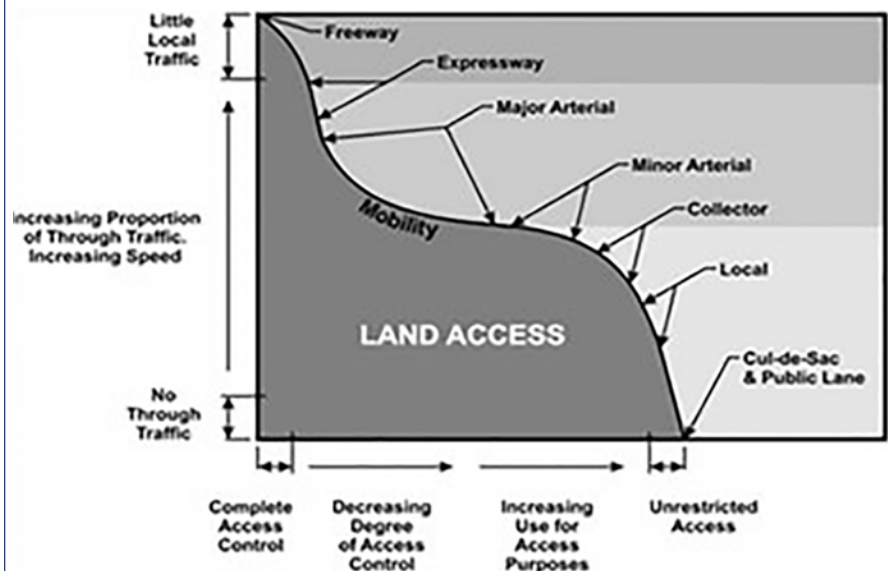 Little
Local
Traffic
Freeway
Expressway
Major Arterial
Minor Arterial
Collector
Local
Mobility
Increasing Proportion
of Through Traffic.
Increasing Speed
LAND ACCESS
Cul-de-Sac
& Public Lane
No
Through
Traffic
Complete
Access
Control
Decreasing
Degree
of Access
Control
Increasing
Use for
Access
Purposes
Unrestricted
Access